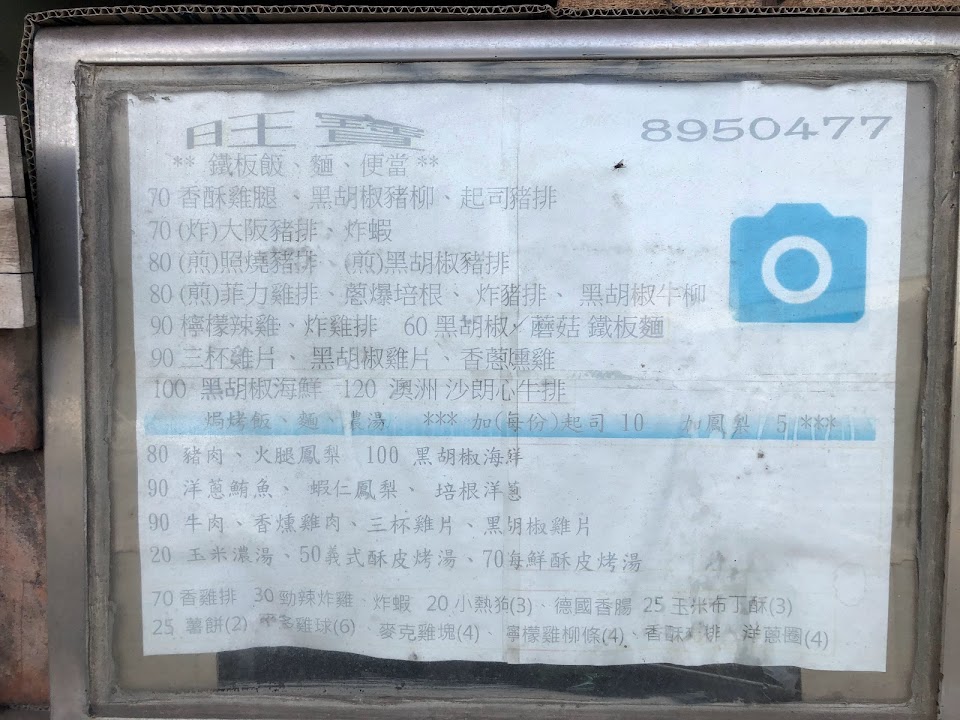 旺寶 8950477
** 鐵板飯、麵、便當 **
70 香酥雞腿 、黑胡椒豬柳、起司豬排
70 (炸)大阪豬排、炸蝦
80 (煎)照燒豬排、(煎)黑胡椒豬排
80 (煎)菲力雞排、蔥爆培根、 炸豬排、 黑胡椒牛柳
90 檸檬辣雞、炸雞排 60 黑胡椒/蘑菇 鐵板麵
90 三杯雞片、 黑胡椒雞片、香蔥燻雞
100 黑胡椒海鮮 120 澳洲 沙朗心牛排
焗烤飯、麵、濃湯 *** 加(每份)起司 10 加鳳梨 5 ***
80 豬肉、火腿鳳梨 100 黑胡椒海鮮
90 洋蔥鮪魚、 蝦仁鳳梨、 培根洋蔥
90 牛肉、香燻雞肉、三杯雞片、黑胡椒雞片
20 玉米濃湯、50義式酥皮烤湯、70海鮮酥皮烤湯
70 香雞排 30 勁辣炸雞、炸蝦 20 小熱狗(3)、德國香腸 25 玉米布丁酥(3)
25 薯餅(2) 雞球(6)、麥克雞塊(4)、檸檬雞柳條(4)、香酥 排 洋蔥圈(4)